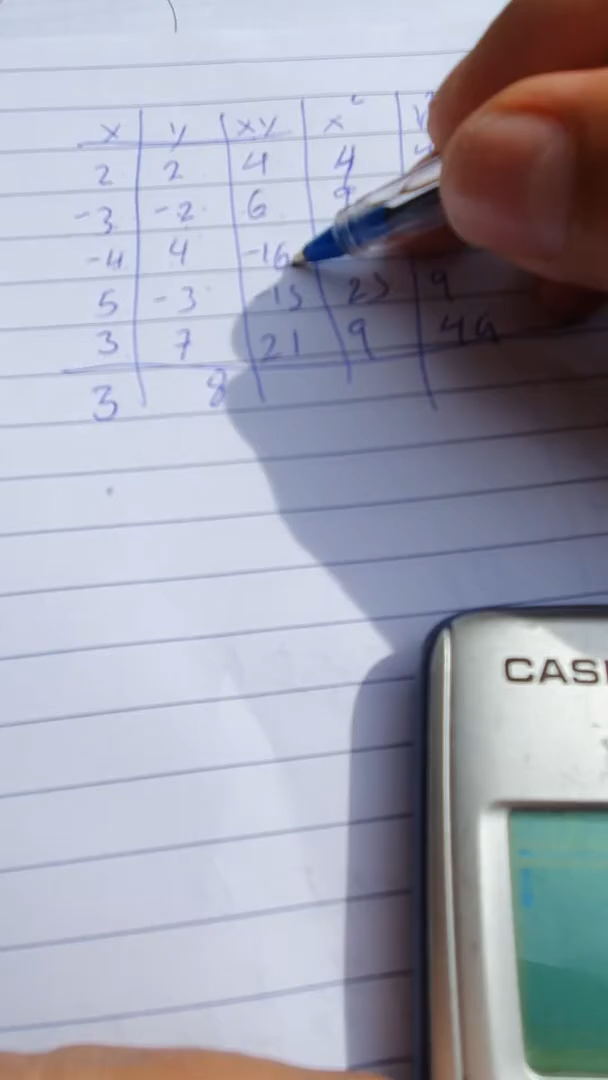 x y xy x² y²
2 2 4 4 4
-3 -2 6 9
-4 4 -16
5 -3 15 25 9
3 7 21 9 49
3 8
CASI